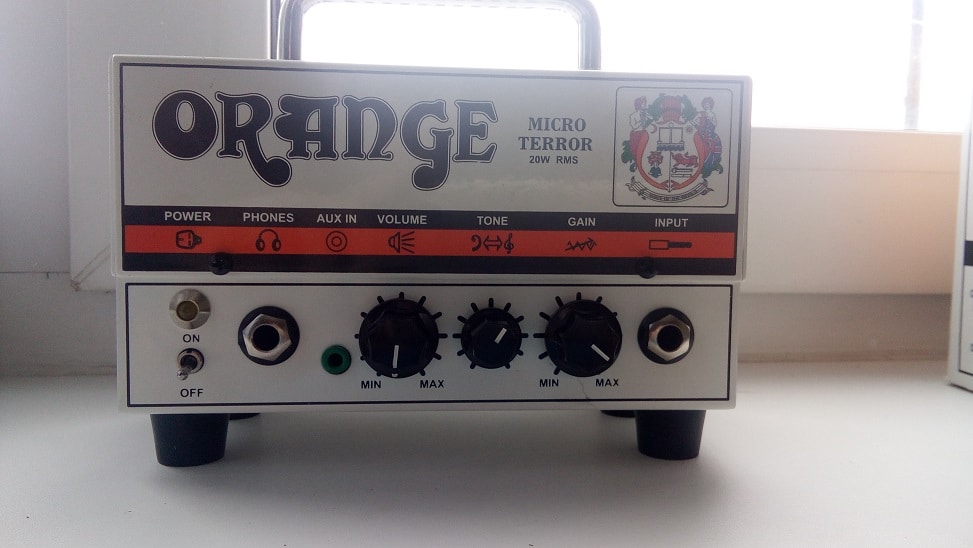 ORANGE
MICRO
TERROR
20W RMS
POWER PHONES AUX IN VOLUME TONE GAIN INPUT
ON
OFF
MIN MAX MIN MAX